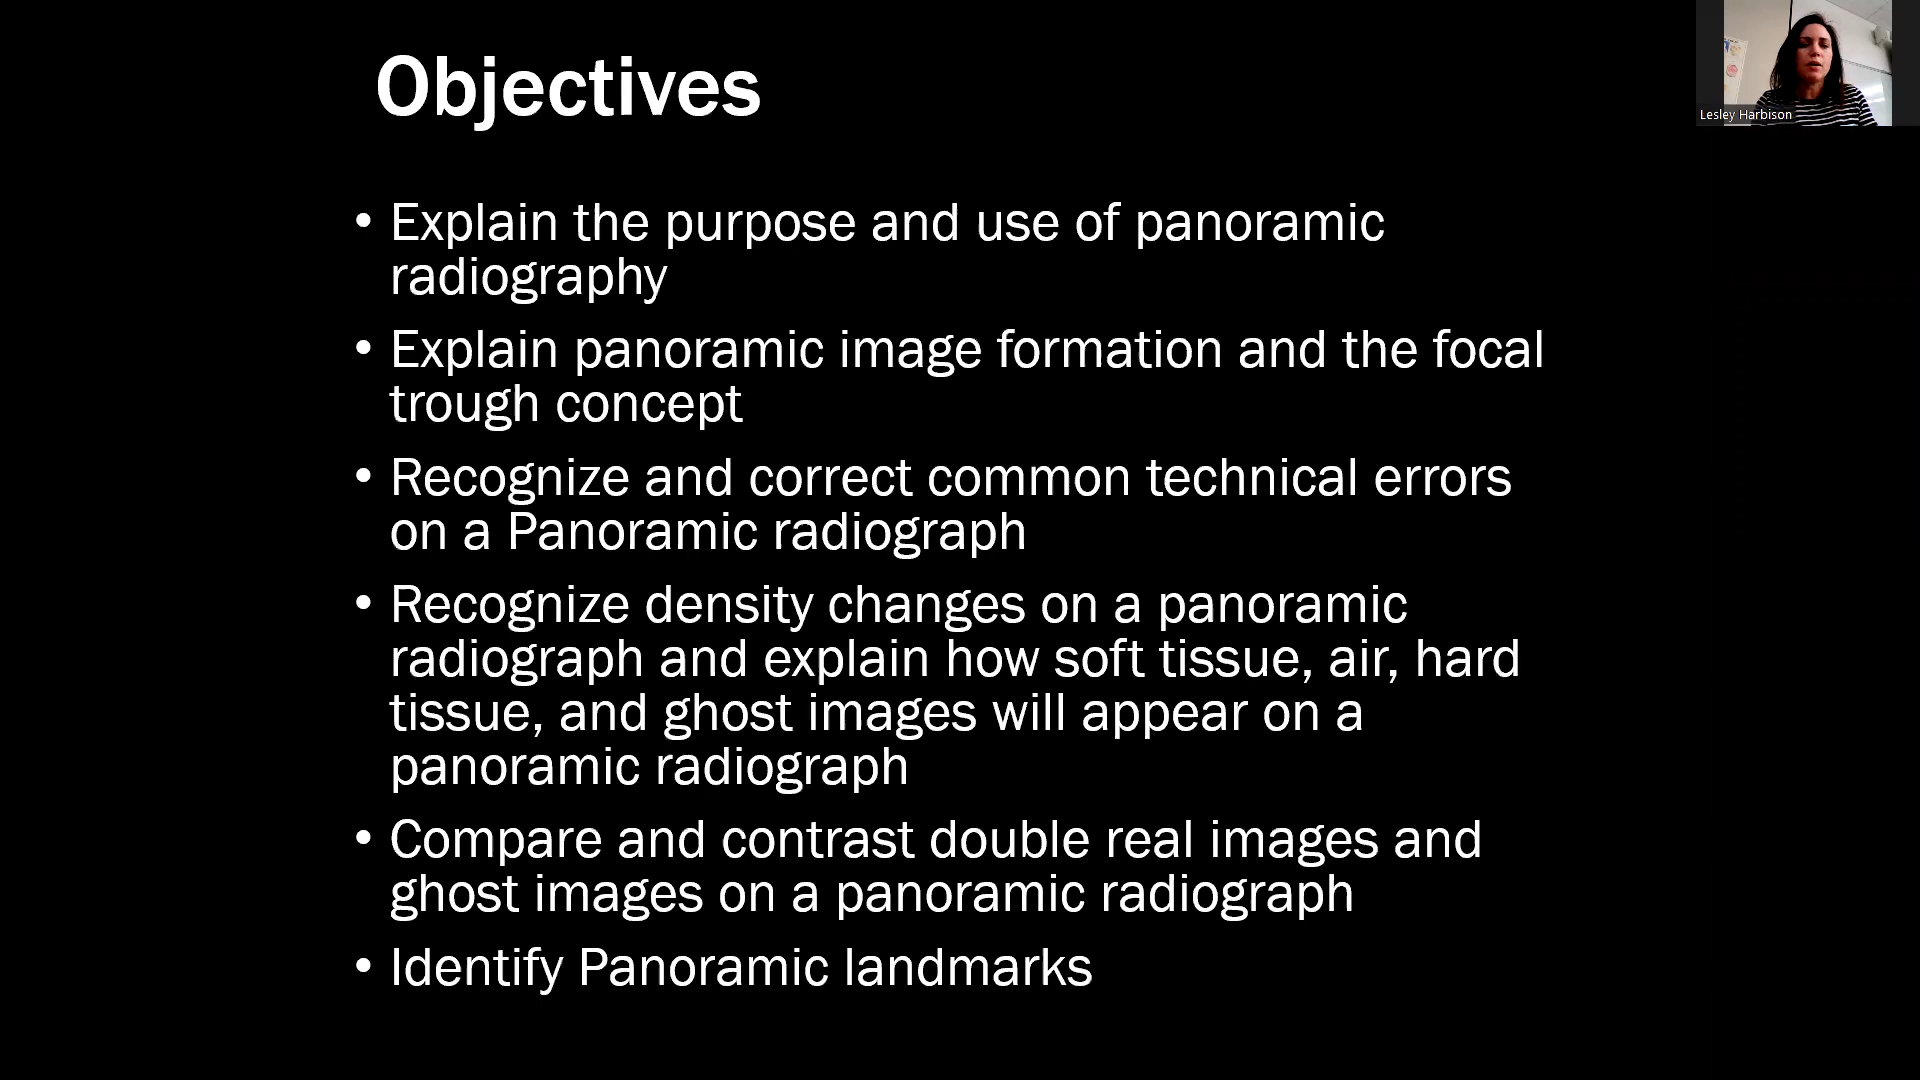 Objectives
Lesley Harbison
• Explain the purpose and use of panoramic
radiography
• Explain panoramic image formation and the focal
trough concept
• Recognize and correct common technical errors
on a Panoramic radiograph
• Recognize density changes on a panoramic
radiograph and explain how soft tissue, air, hard
tissue, and ghost images will appear on a
panoramic radiograph
• Compare and contrast double real images and
ghost images on a panoramic radiograph
• Identify Panoramic landmarks